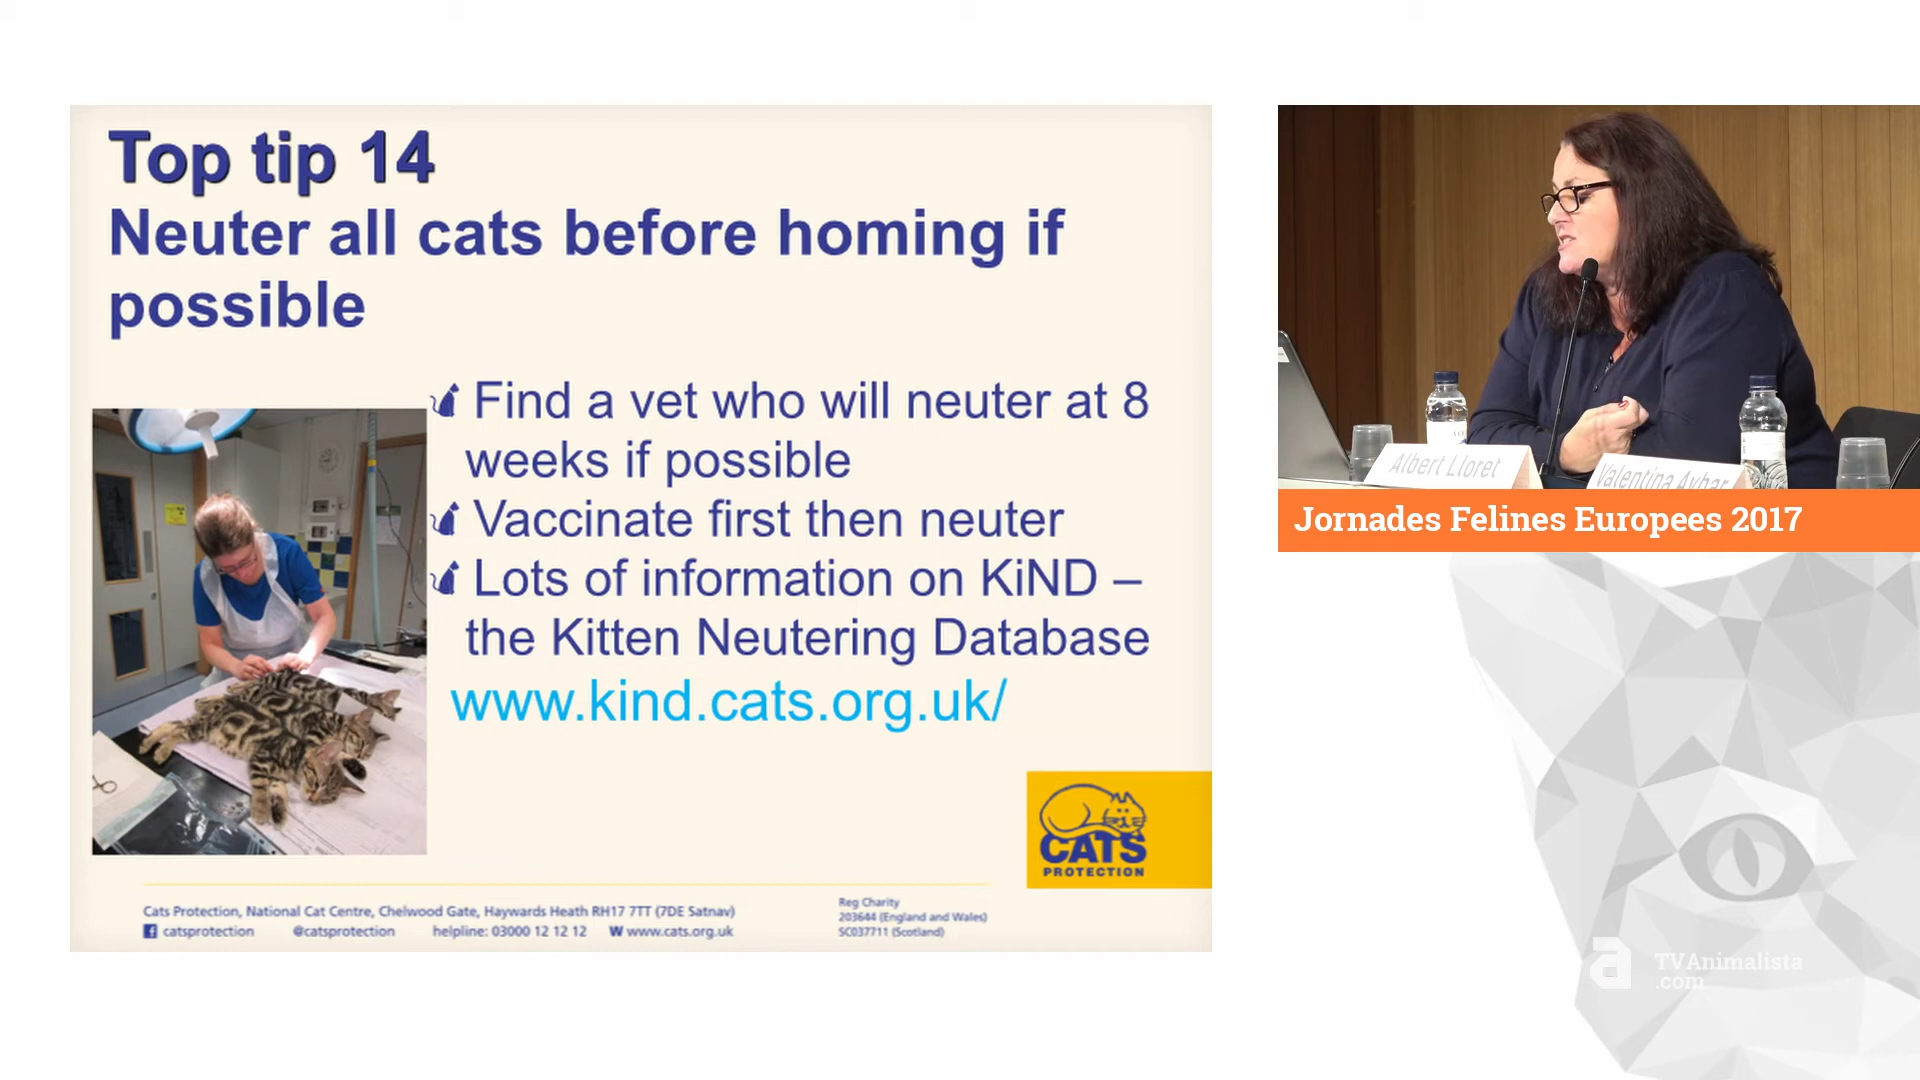 Top tip 14
Neuter all cats before homing if
possible
Find a vet who will neuter at 8
weeks if possible
Vaccinate first then neuter
Lots of information on KiND –
the Kitten Neutering Database
www.kind.cats.org.uk/
CATS
PROTECTION
Cats Protection, National Cat Centre, Chelwood Gate, Haywards Heath RH17 7TT (7DE Satnav)
catsprotection @catsprotection helpline: 03000 12 12 12 W www.cats.org.uk
Reg Charity
203644 (England and Wales)
SC037711 (Scotland)
Albert Lloret
Valentina Aybar
Jornades Felines Europees 2017
a TVAnimalista
.com